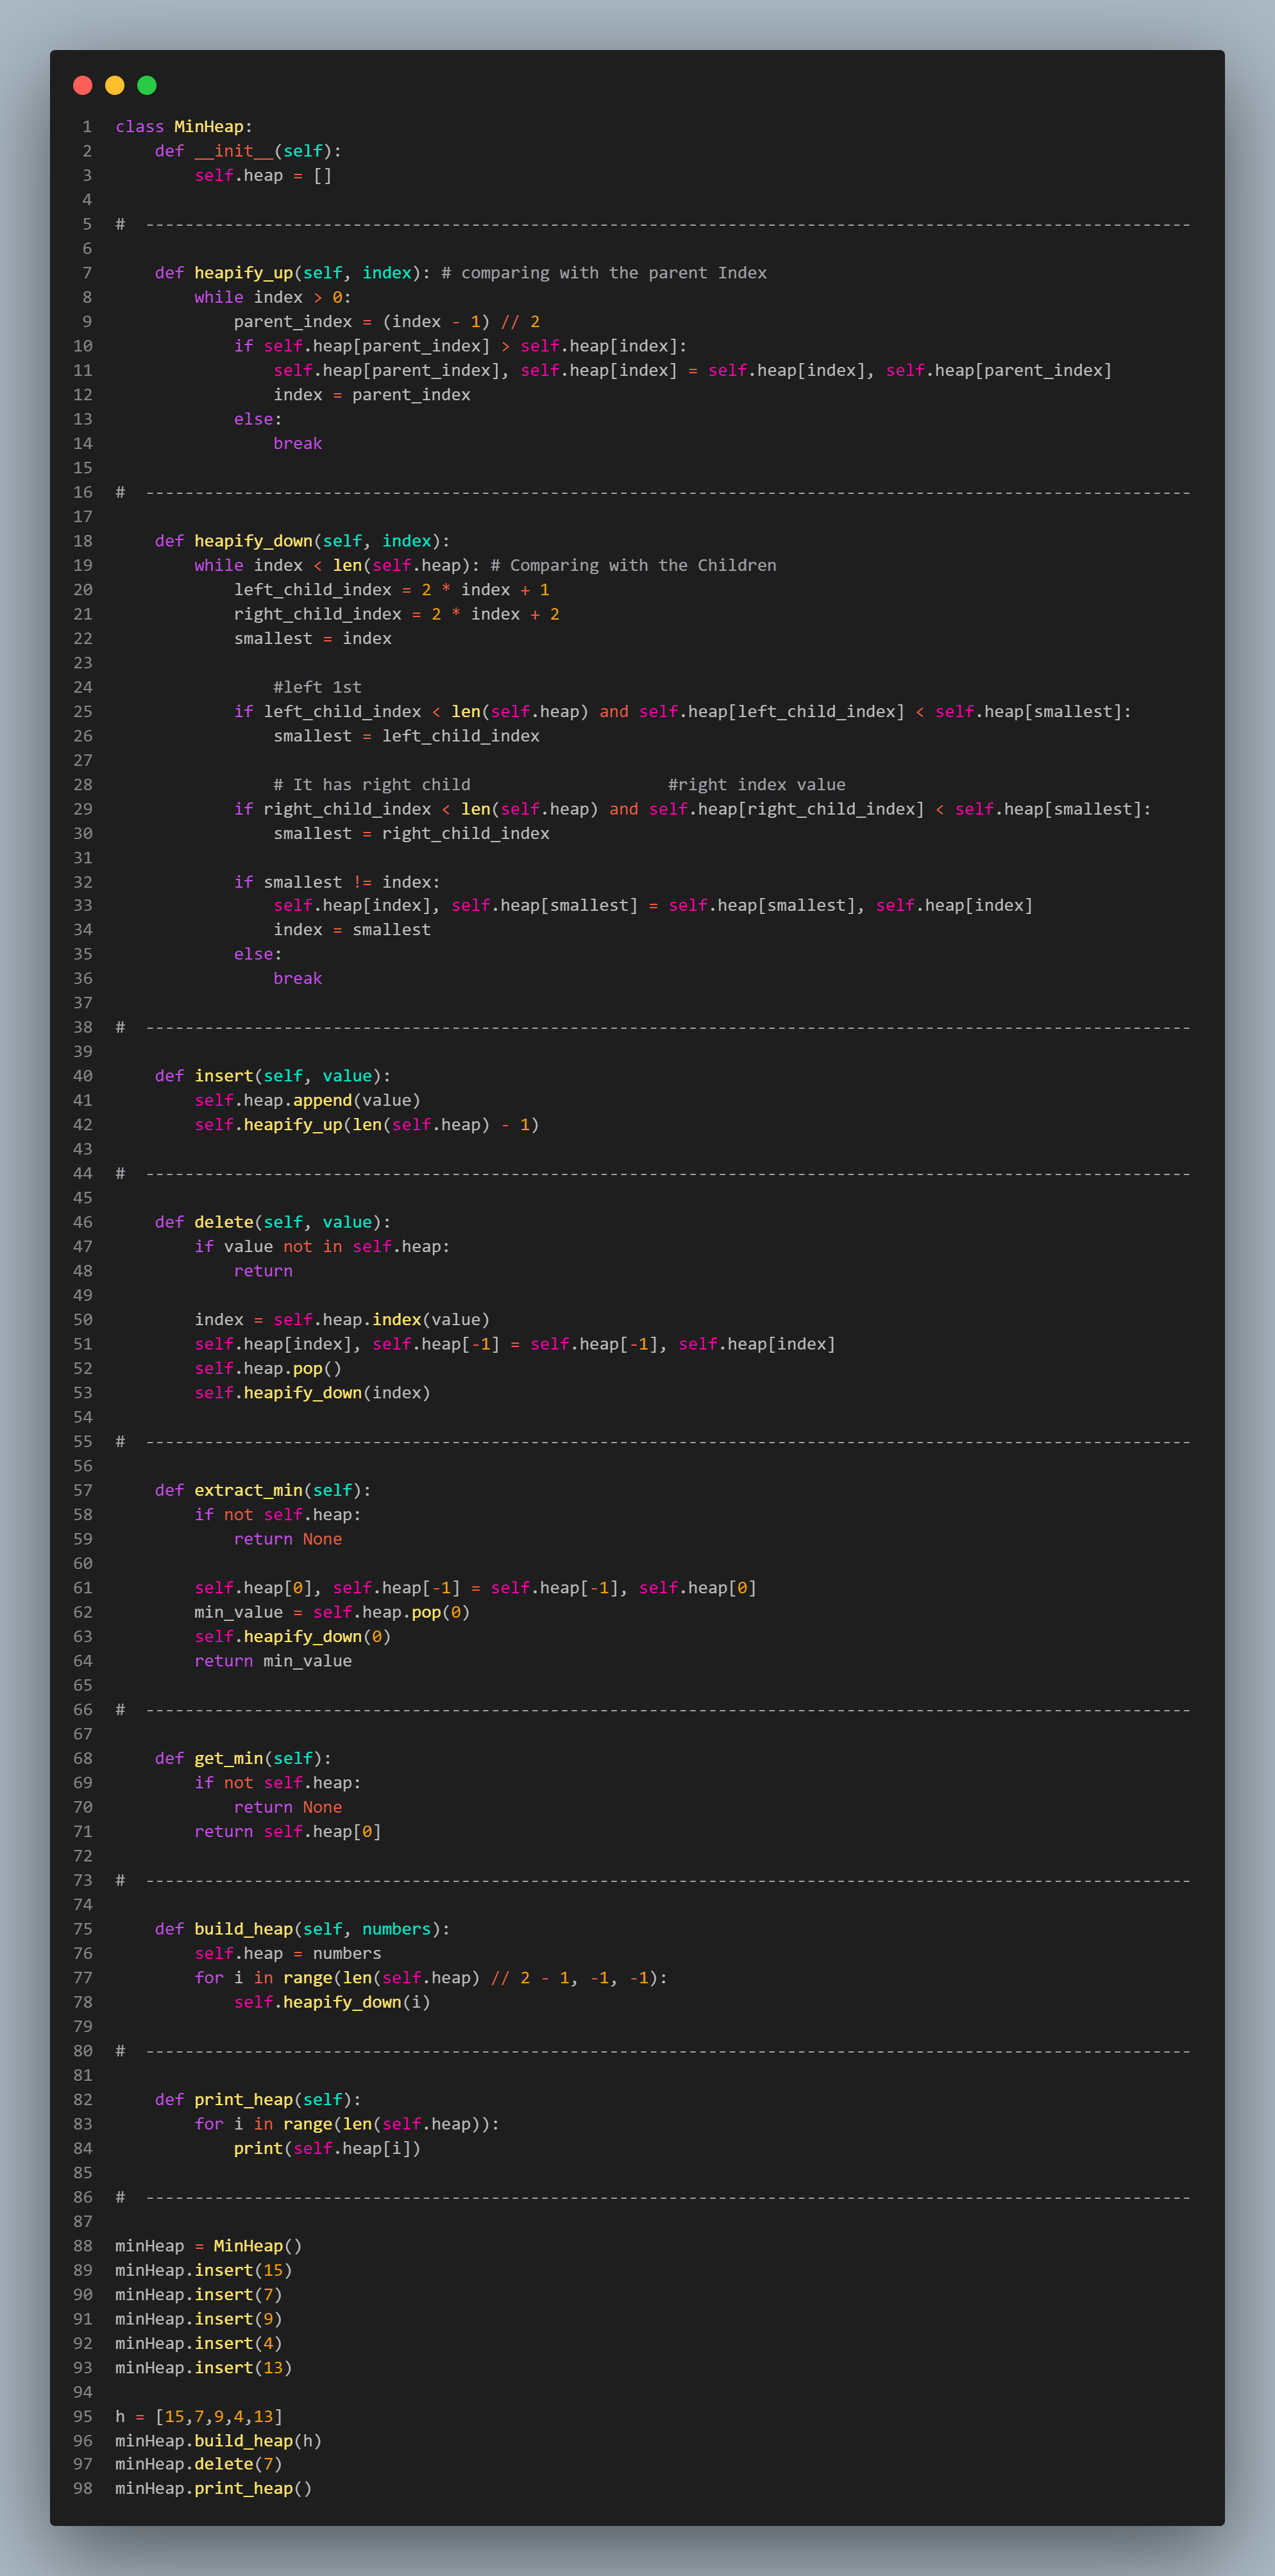 1 class MinHeap:
2     def __init__(self):
3         self.heap = []
4
5 #  ----------------------------------------------------------------------------------------------------------
6
7     def heapify_up(self, index): # comparing with the parent Index
8         while index > 0:
9             parent_index = (index - 1) // 2
10             if self.heap[parent_index] > self.heap[index]:
11                 self.heap[parent_index], self.heap[index] = self.heap[index], self.heap[parent_index]
12                 index = parent_index
13             else:
14                 break
15
16 #  ----------------------------------------------------------------------------------------------------------
17
18     def heapify_down(self, index):
19         while index < len(self.heap): # Comparing with the Children
20             left_child_index = 2 * index + 1
21             right_child_index = 2 * index + 2
22             smallest = index
23
24                 #left 1st
25             if left_child_index < len(self.heap) and self.heap[left_child_index] < self.heap[smallest]:
26                 smallest = left_child_index
27
28                 # It has right child                    #right index value
29             if right_child_index < len(self.heap) and self.heap[right_child_index] < self.heap[smallest]:
30                 smallest = right_child_index
31
32             if smallest != index:
33                 self.heap[index], self.heap[smallest] = self.heap[smallest], self.heap[index]
34                 index = smallest
35             else:
36                 break
37
38 #  ----------------------------------------------------------------------------------------------------------
39
40     def insert(self, value):
41         self.heap.append(value)
42         self.heapify_up(len(self.heap) - 1)
43
44 #  ----------------------------------------------------------------------------------------------------------
45
46     def delete(self, value):
47         if value not in self.heap:
48             return
49
50         index = self.heap.index(value)
51         self.heap[index], self.heap[-1] = self.heap[-1], self.heap[index]
52         self.heap.pop()
53         self.heapify_down(index)
54
55 #  ----------------------------------------------------------------------------------------------------------
56
57     def extract_min(self):
58         if not self.heap:
59             return None
60
61         self.heap[0], self.heap[-1] = self.heap[-1], self.heap[0]
62         min_value = self.heap.pop(0)
63         self.heapify_down(0)
64         return min_value
65
66 #  ----------------------------------------------------------------------------------------------------------
67
68     def get_min(self):
69         if not self.heap:
70             return None
71         return self.heap[0]
72
73 #  ----------------------------------------------------------------------------------------------------------
74
75     def build_heap(self, numbers):
76         self.heap = numbers
77         for i in range(len(self.heap) // 2 - 1, -1, -1):
78             self.heapify_down(i)
79
80 #  ----------------------------------------------------------------------------------------------------------
81
82     def print_heap(self):
83         for i in range(len(self.heap)):
84             print(self.heap[i])
85
86 #  ----------------------------------------------------------------------------------------------------------
87
88 minHeap = MinHeap()
89 minHeap.insert(15)
90 minHeap.insert(7)
91 minHeap.insert(9)
92 minHeap.insert(4)
93 minHeap.insert(13)
94
95 h = [15,7,9,4,13]
96 minHeap.build_heap(h)
97 minHeap.delete(7)
98 minHeap.print_heap()